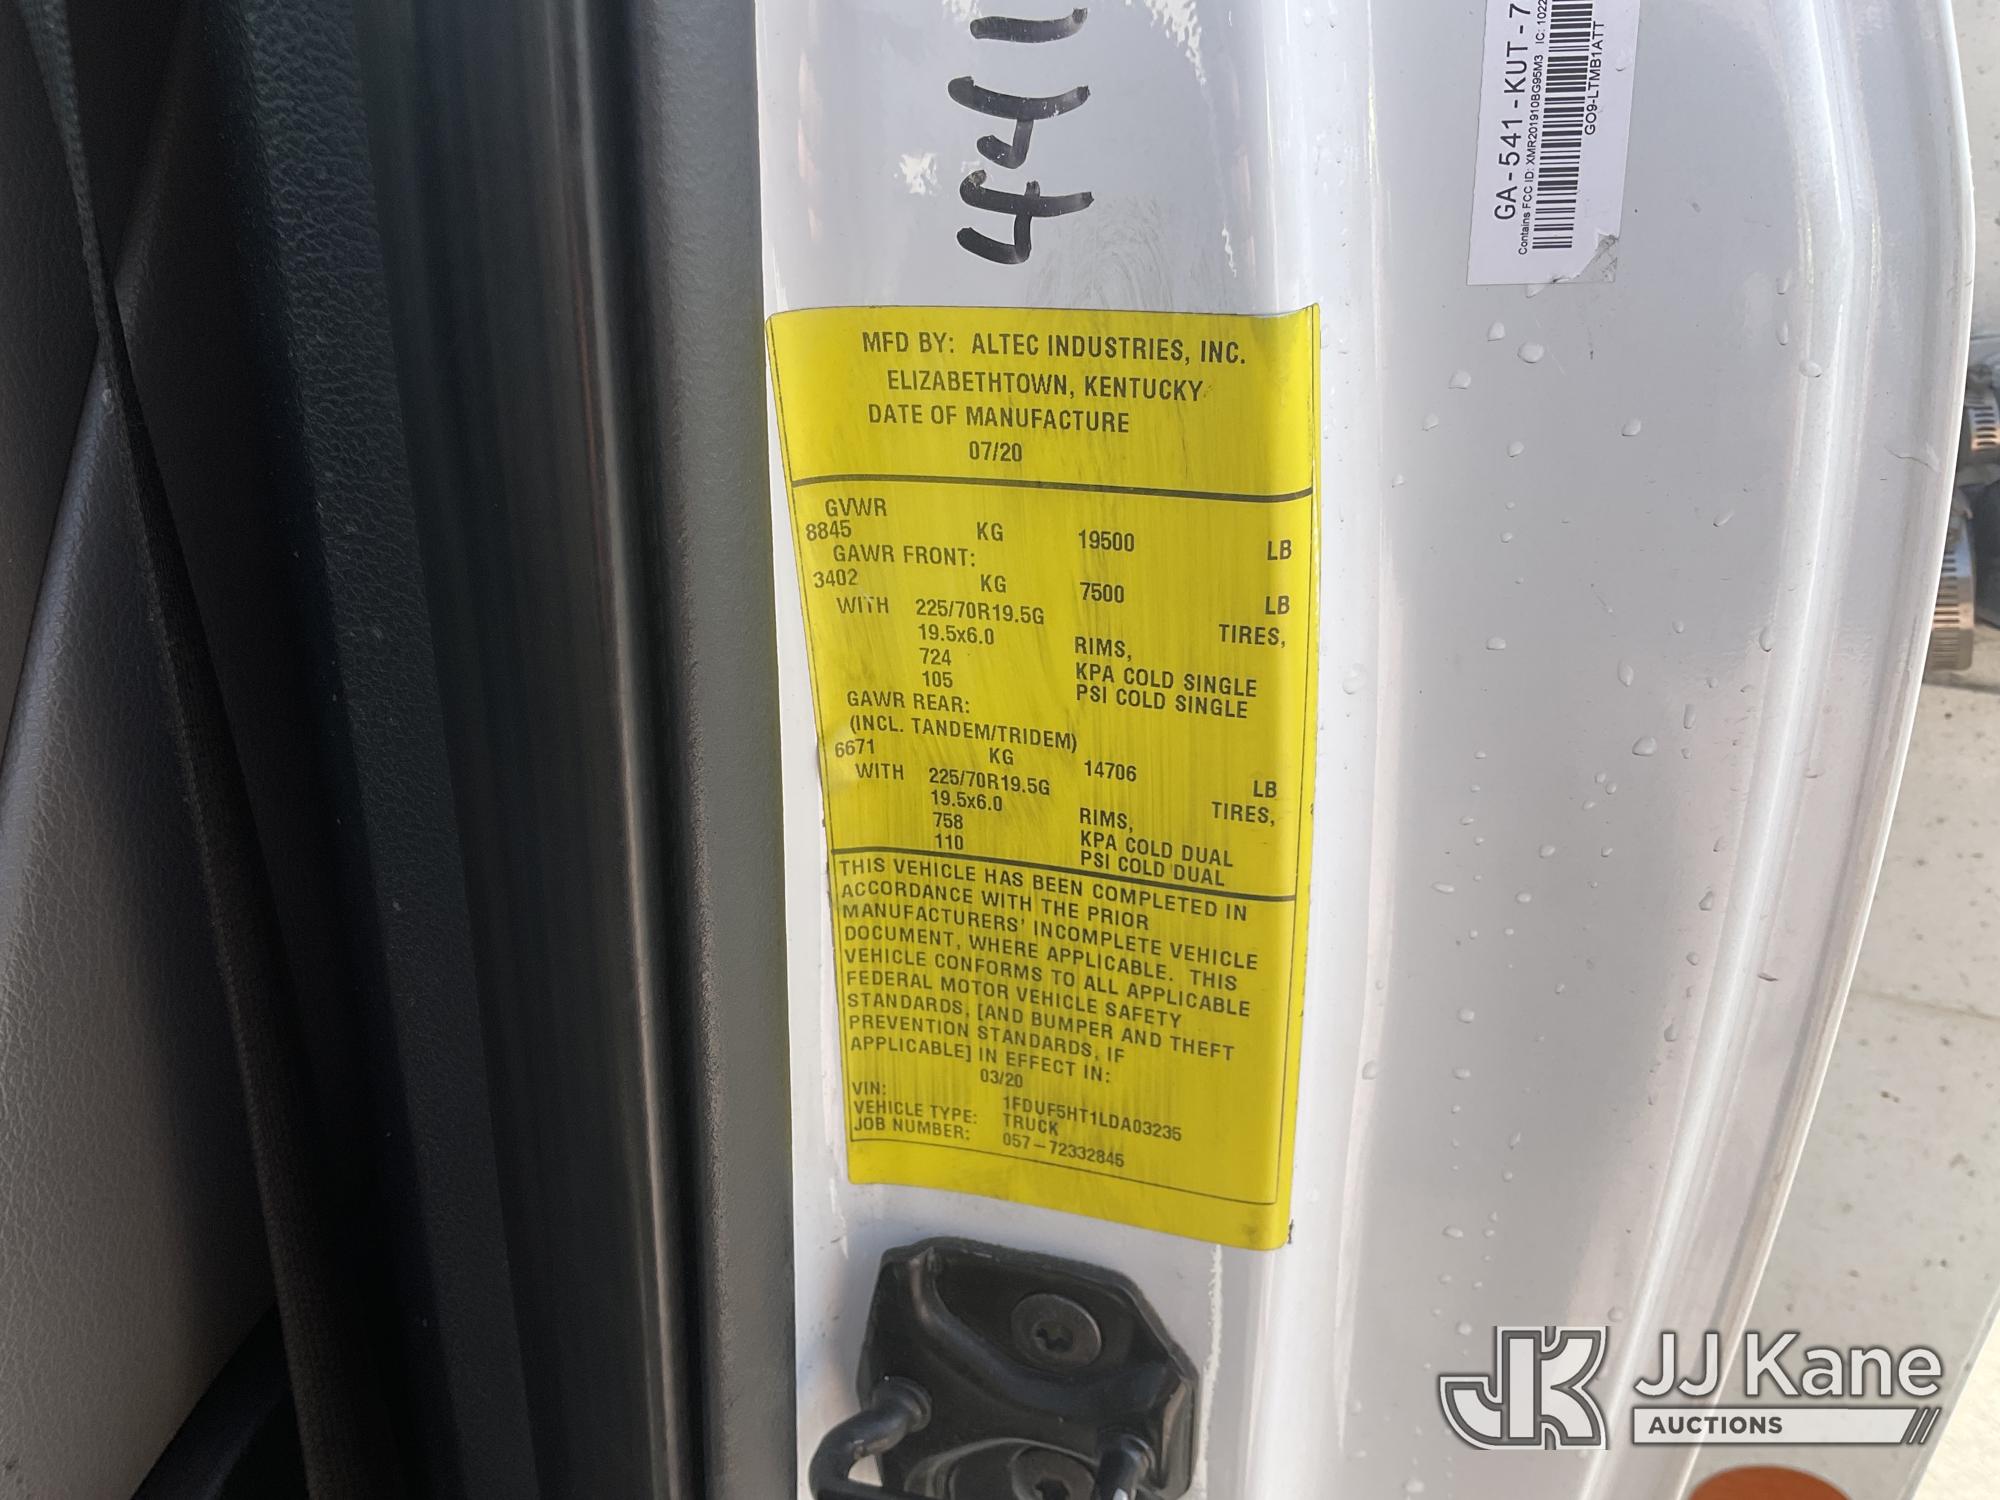 441
GA - 541 - KUT - 7
Contains FCC ID: XMR201910BG95M3 IC: 1022
GO9-LTMB1ATT
MFD BY: ALTEC INDUSTRIES, INC.
ELIZABETHTOWN, KENTUCKY
DATE OF MANUFACTURE
07/20
GVWR
8845 KG 19500 LB
GAWR FRONT:
3402 KG 7500 LB
WITH 225/70R19.5G TIRES,
19.5x6.0 RIMS,
724 KPA COLD SINGLE
105 PSI COLD SINGLE
GAWR REAR:
(INCL. TANDEM/TRIDEM)
6671 KG 14706 LB
WITH 225/70R19.5G TIRES,
19.5x6.0 RIMS,
758 KPA COLD DUAL
110 PSI COLD DUAL
THIS VEHICLE HAS BEEN COMPLETED IN
ACCORDANCE WITH THE PRIOR
MANUFACTURERS' INCOMPLETE VEHICLE
DOCUMENT, WHERE APPLICABLE. THIS
VEHICLE CONFORMS TO ALL APPLICABLE
FEDERAL MOTOR VEHICLE SAFETY
STANDARDS, [AND BUMPER AND THEFT
PREVENTION STANDARDS, IF
APPLICABLE] IN EFFECT IN:
03/20
VIN: 1FDUF5HT1LDA03235
VEHICLE TYPE: TRUCK
JOB NUMBER: 057-72332845
JK JJ Kane
AUCTIONS